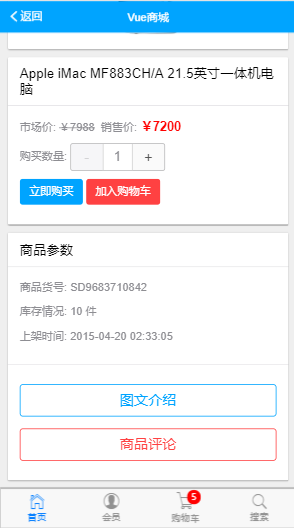 返回
Vue商城
Apple iMac MF883CH/A 21.5英寸一体机电
脑
市场价: ￥7988 销售价: ￥7200
购买数量: - 1 +
立即购买 加入购物车
商品参数
商品货号: SD9683710842
库存情况: 10 件
上架时间: 2015-04-20 02:33:05
图文介绍
商品评论
5
首页 会员 购物车 搜索